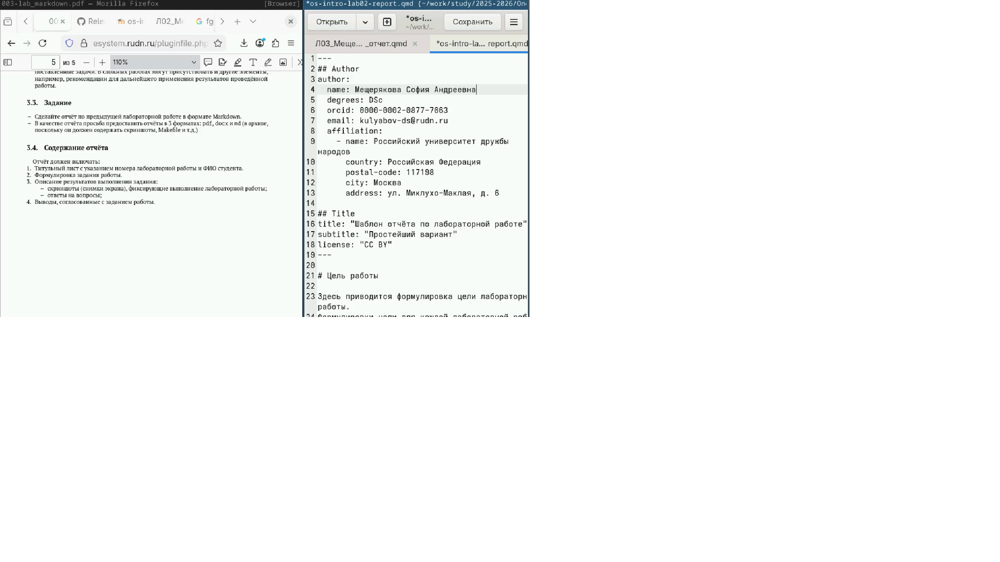 003-lab_markdown.pdf — Mozilla Firefox [Browser]
00
Rele
os-ir
Л02_Ме
fg
esystem.rudn.ru/pluginfile.php
5 из 5
110%
поставленные задачи. В сложных работах могут присутствовать и другие элементы,
например, рекомендации для дальнейшего применения результатов проведённой
работы.
3.3. Задание
– Сделайте отчёт по предыдущей лабораторной работе в формате Markdown.
– В качестве отчёта просьба предоставить отчёты в 3 форматах: pdf, docx и md (в архиве,
поскольку он должен содержать скриншоты, Makefile и т.д.)
3.4. Содержание отчёта
Отчёт должен включать:
1. Титульный лист с указанием номера лабораторной работы и ФИО студента.
2. Формулировка задания работы.
3. Описание результатов выполнения задания:
– скриншоты (снимки экрана), фиксирующие выполнение лабораторной работы;
– ответы на вопросы;
4. Выводы, согласованные с заданием работы.
*os-intro-lab02-report.qmd (~/work/study/2025-2026/Оп
Открыть
*os-i...
~/work/...
Сохранить
Л03_Меще... _отчет.qmd
*os-intro-la... report.qmd
1 ---
2 ## Author
3 author:
4 name: Мещерякова София Андреевна
5 degrees: DSc
6 orcid: 0000-0002-0877-7063
7 email: kulyabov-ds@rudn.ru
8 affiliation:
9 - name: Российский университет дружбы
народов
10 country: Российская Федерация
11 postal-code: 117198
12 city: Москва
13 address: ул. Миклухо-Маклая, д. 6
14
15 ## Title
16 title: "Шаблон отчёта по лабораторной работе"
17 subtitle: "Простейший вариант"
18 license: "CC BY"
19 ---
20
21 # Цель работы
22
23 Здесь приводится формулировка цели лабораторн
работы.
24 Формулировки цели для каждой лабораторной раб